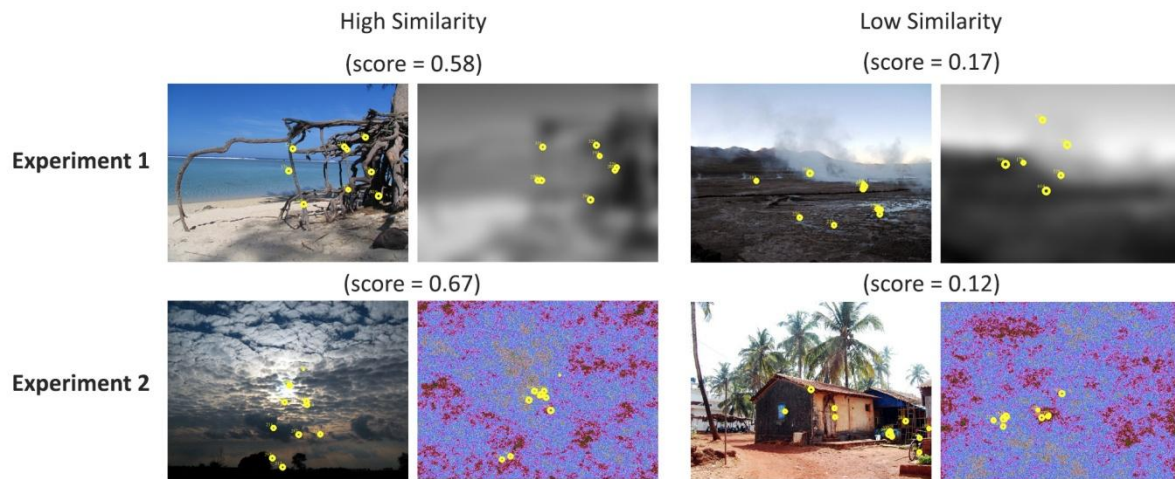 High Similarity
Low Similarity
(score = 0.58)
(score = 0.17)
Experiment 1
(score = 0.67)
(score = 0.12)
Experiment 2